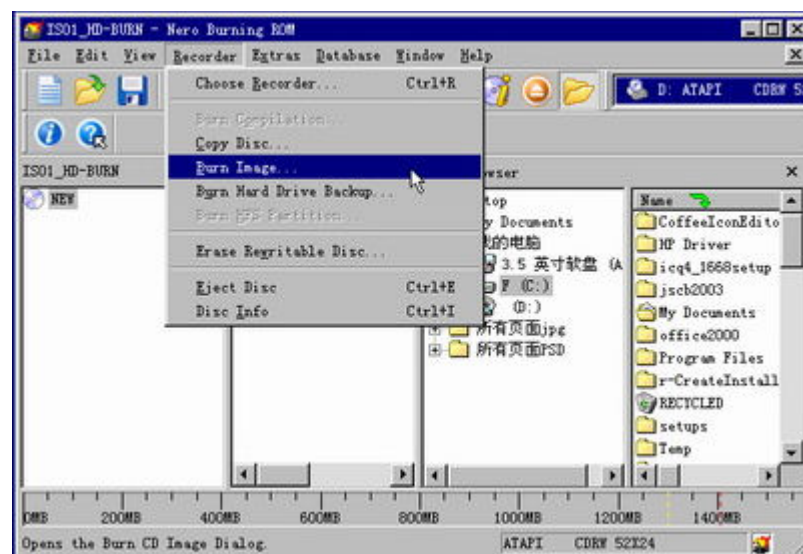 ISO1_HD-BURN - Nero Burning ROM
File Edit View Recorder Extras Database Window Help
Choose Recorder... Ctrl+R
Burn Compilation...
Copy Disc...
Burn Image...
Burn Hard Drive Backup...
Burn HFS Partition...
Erase Rewritable Disc...
Eject Disc Ctrl+E
Disc Info Ctrl+I
D: ATAPI CDRW
ISO1_HD-BURN
NEW
Documents
的电脑
3.5 英寸软盘 (A
F (C:)
(D:)
所有页面jpg
所有页面PSD
Name
CoffeeIconEdito
HP Driver
icq4_1668setup
jscb2003
My Documents
office2000
Program Files
r-CreateInstall
RECYCLED
setups
Temp
0MB 200MB 400MB 600MB 800MB 1000MB 1200MB 1400MB
Opens the Burn CD Image Dialog.
ATAPI CDRW 52X24